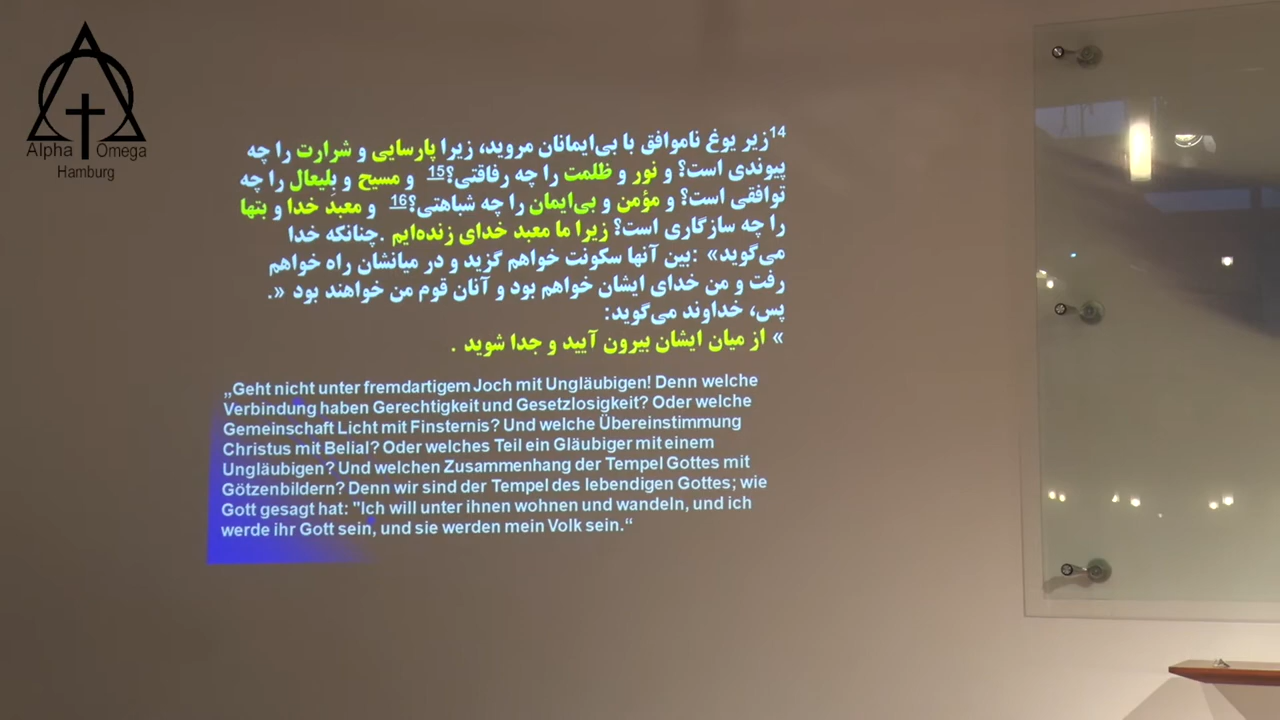 Alpha Omega
Hamburg
14زیر یوغ ناموافق با بی‌ایمانان مروید، زیرا پارسایی و شرارت را چه
پیوندی است؟ و نور و ظلمت را چه رفاقتی؟15 و مسیح و بِلیعال را چه
توافقی است؟ و مؤمن و بی‌ایمان را چه شباهتی؟16 و معبد خدا و بتها
را چه سازگاری است؟ زیرا ما معبد خدای زنده‌ایم .چنانکه خدا
می‌گوید» :بین آنها سکونت خواهم گزید و در میانشان راه خواهم
رفت و من خدای ایشان خواهم بود و آنان قوم من خواهند بود «.
پس، خداوند می‌گوید:
» از میان ایشان بیرون آیید و جدا شوید .
„Geht nicht unter fremdartigem Joch mit Ungläubigen! Denn welche
Verbindung haben Gerechtigkeit und Gesetzlosigkeit? Oder welche
Gemeinschaft Licht mit Finsternis? Und welche Übereinstimmung
Christus mit Belial? Oder welches Teil ein Gläubiger mit einem
Ungläubigen? Und welchen Zusammenhang der Tempel Gottes mit
Götzenbildern? Denn wir sind der Tempel des lebendigen Gottes; wie
Gott gesagt hat: "Ich will unter ihnen wohnen und wandeln, und ich
werde ihr Gott sein, und sie werden mein Volk sein.“